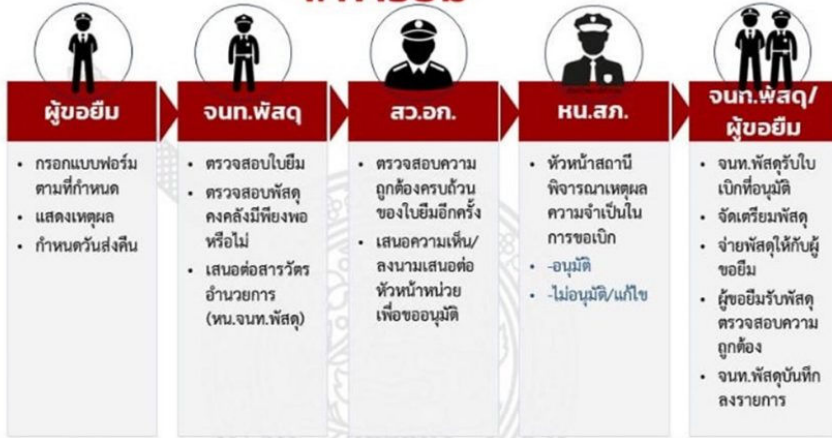 ผู้ขอยืม
จนท.พัสดุ
สว.อก.
หน.สภ.
จนท.พัสดุ/
ผู้ขอยืม
• กรอกแบบฟอร์ม
ตามที่กำหนด
• แสดงเหตุผล
• กำหนดวันส่งคืน
• ตรวจสอบใบยืม
• ตรวจสอบพัสดุ
คงคลังมีพียงพอ
หรือไม่
• เสนอต่อสารวัตร
อำนวยการ
(หน.จนท.พัสดุ)
• ตรวจสอบความ
ถูกต้องครบถ้วน
ของใบยืมอีกครั้ง
• เสนอความเห็น/
ลงนามเสนอต่อ
หัวหน้าหน่วย
เพื่อขออนุมัติ
• หัวหน้าสถานี
พิจารณาเหตุผล
ความจำเป็นใน
การขอเบิก
• -อนุมัติ
• -ไม่อนุมัติ/แก้ไข
• จนท.พัสดุรับใบ
เบิกที่อนุมัติ
• จัดเตรียมพัสดุ
• จ่ายพัสดุให้กับผู้
ขอยืม
• ผู้ขอยืมรับพัสดุ
ตรวจสอบความ
ถูกต้อง
• จนท.พัสดุบันทึก
ลงรายการ